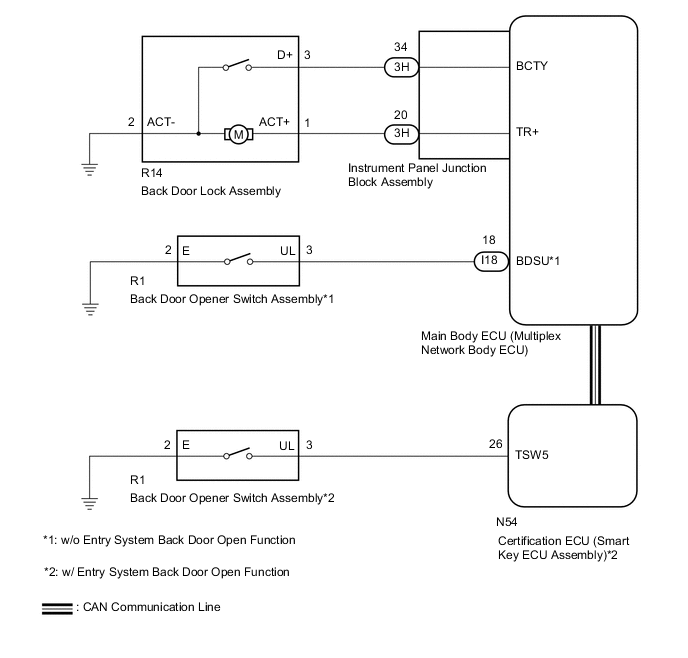 D+ 3 34 3H BCTY
2 ACT- ACT+ 1 20 3H TR+
M
R14
Back Door Lock Assembly
Instrument Panel Junction
Block Assembly
2 E UL 3 18 I18 BDSU*1
R1
Back Door Opener Switch Assembly*1
Main Body ECU (Multiplex
Network Body ECU)
2 E UL 3 26 TSW5
R1
Back Door Opener Switch Assembly*2
N54
Certification ECU (Smart
Key ECU Assembly)*2
*1: w/o Entry System Back Door Open Function
*2: w/ Entry System Back Door Open Function
: CAN Communication Line